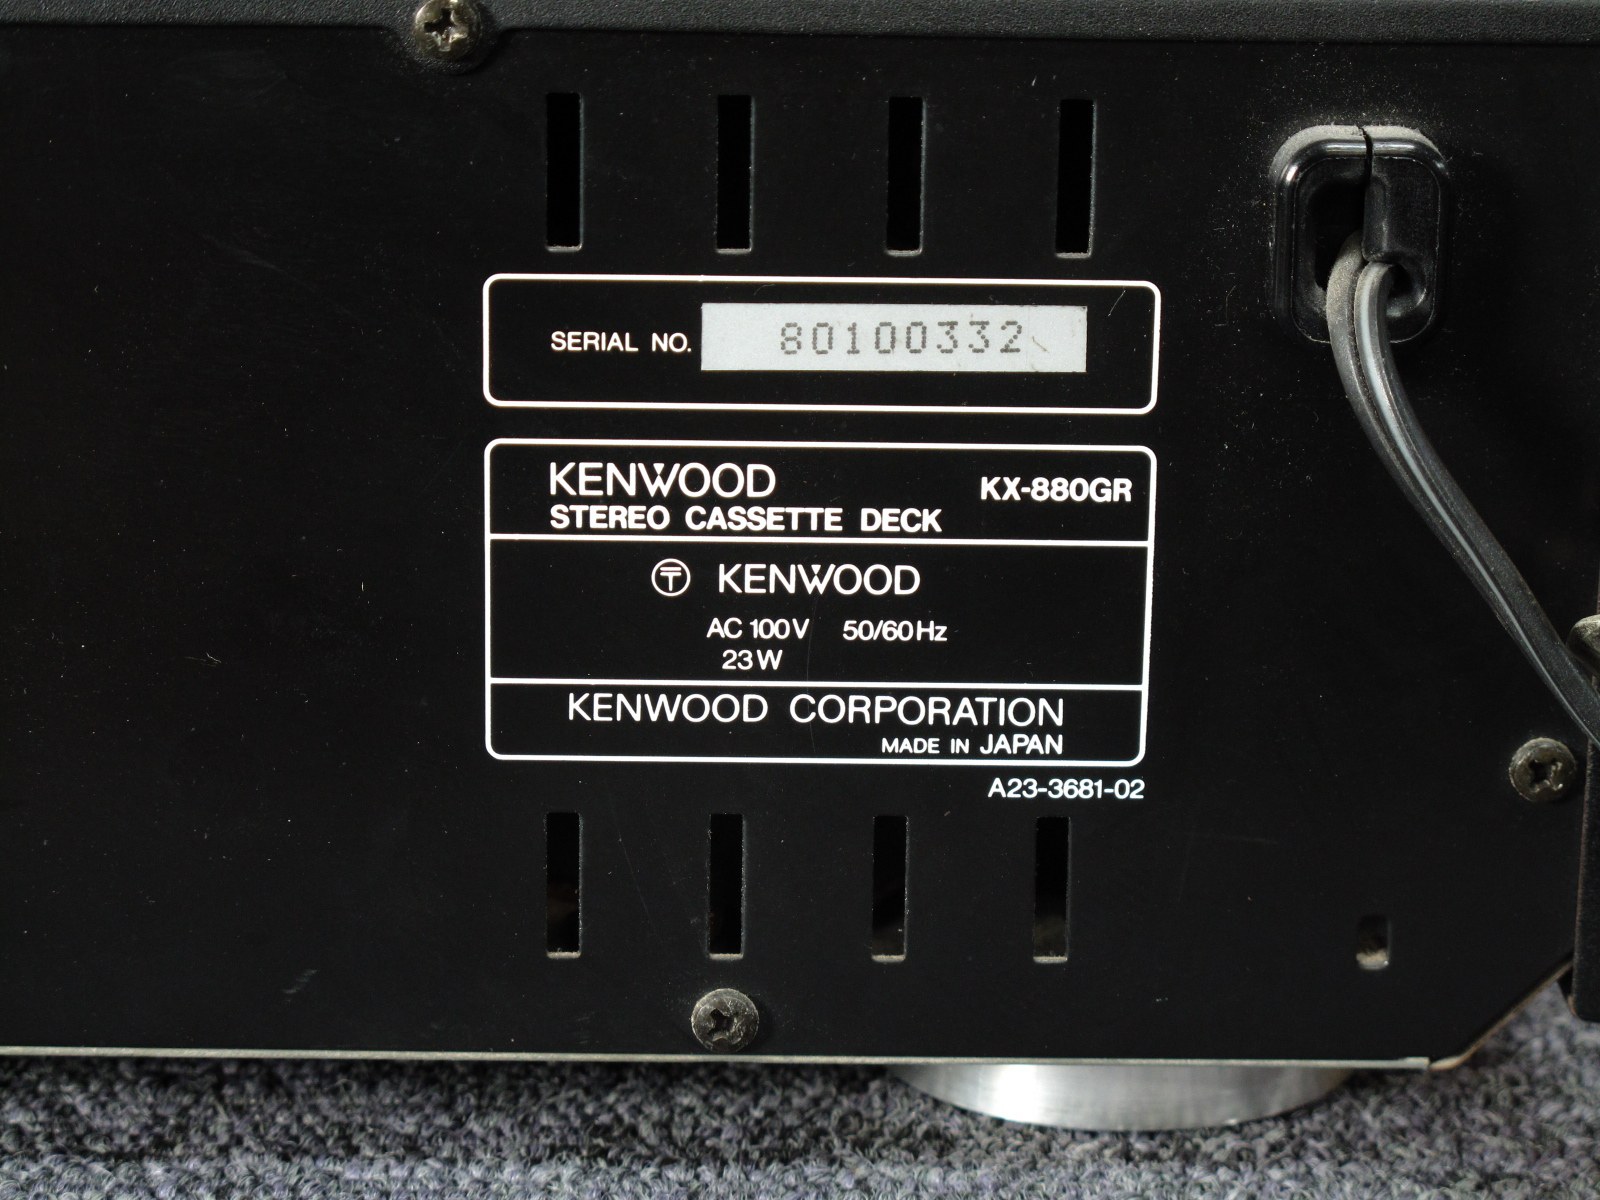 SERIAL NO. 80100332
KENWOOD KX-880GR
STEREO CASSETTE DECK
〶 KENWOOD
AC 100V 50/60Hz
23W
KENWOOD CORPORATION
MADE IN JAPAN
A23-3681-02